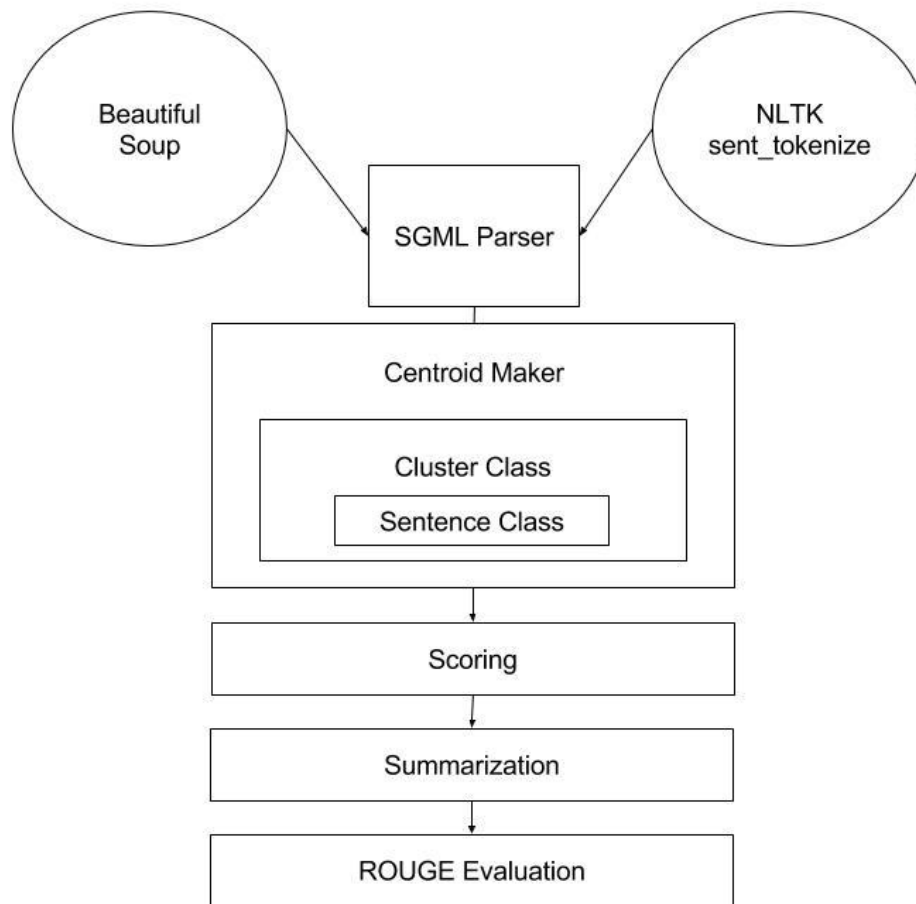 Beautiful
Soup
NLTK
sent_tokenize
SGML Parser
Centroid Maker
Cluster Class
Sentence Class
Scoring
Summarization
ROUGE Evaluation